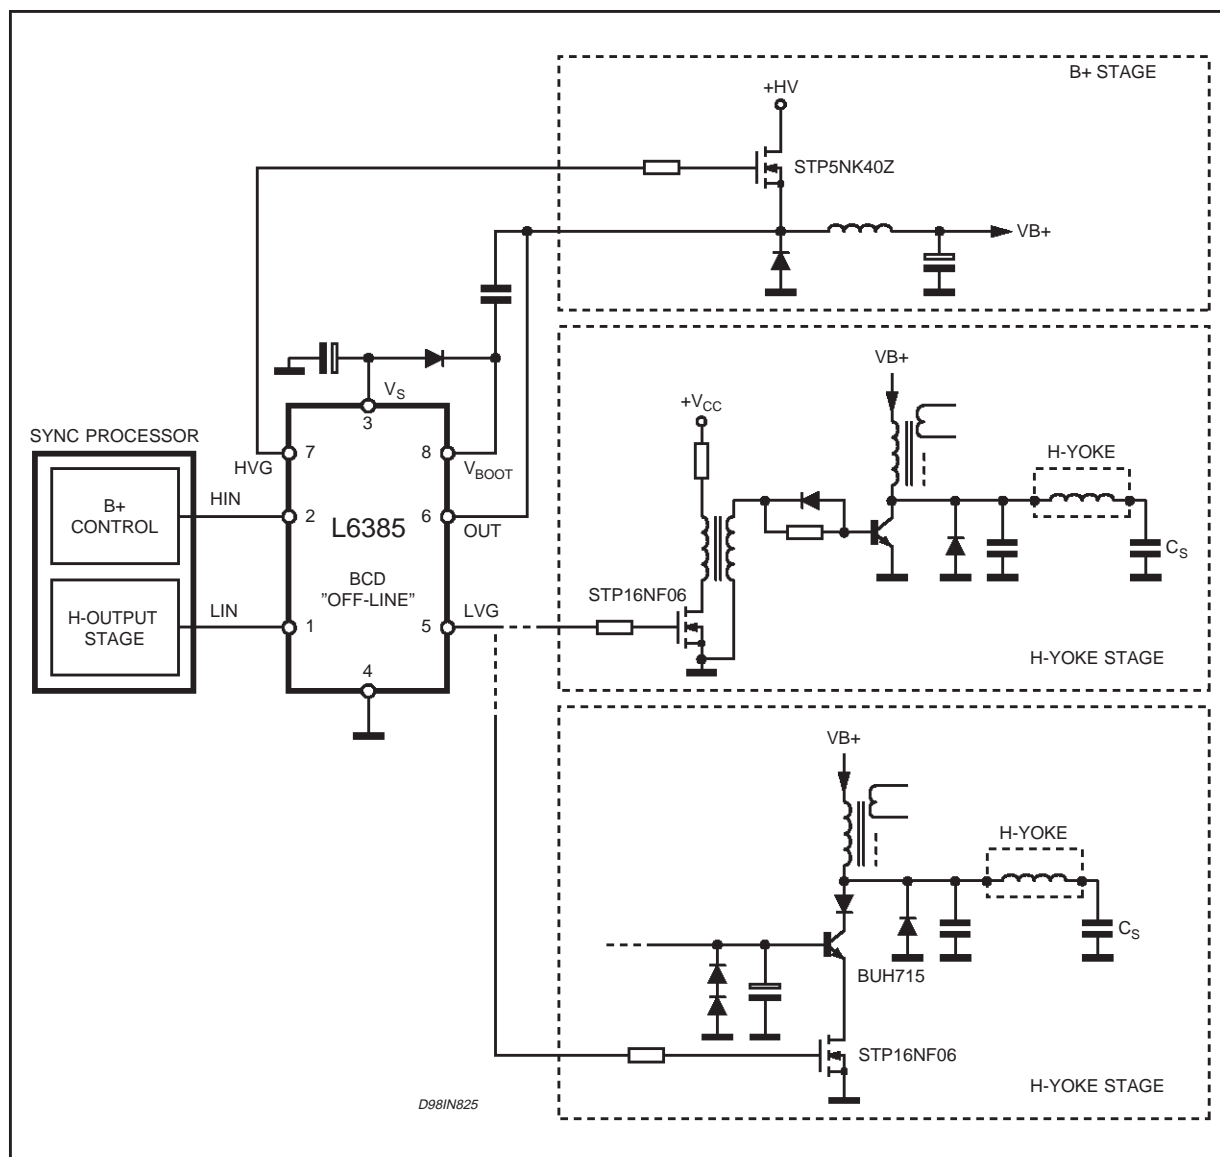 B+ STAGE
+HV
STP5NK40Z
VB+
VB+
H-YOKE
+VCC
CS
STP16NF06
H-YOKE STAGE
VS
3
SYNC PROCESSOR
7
8
HVG
VBOOT
B+
CONTROL
HIN
2
L6385
6
OUT
BCD
"OFF-LINE"
H-OUTPUT
STAGE
LIN
1
5
LVG
4
VB+
H-YOKE
CS
BUH715
STP16NF06
H-YOKE STAGE
D98IN825